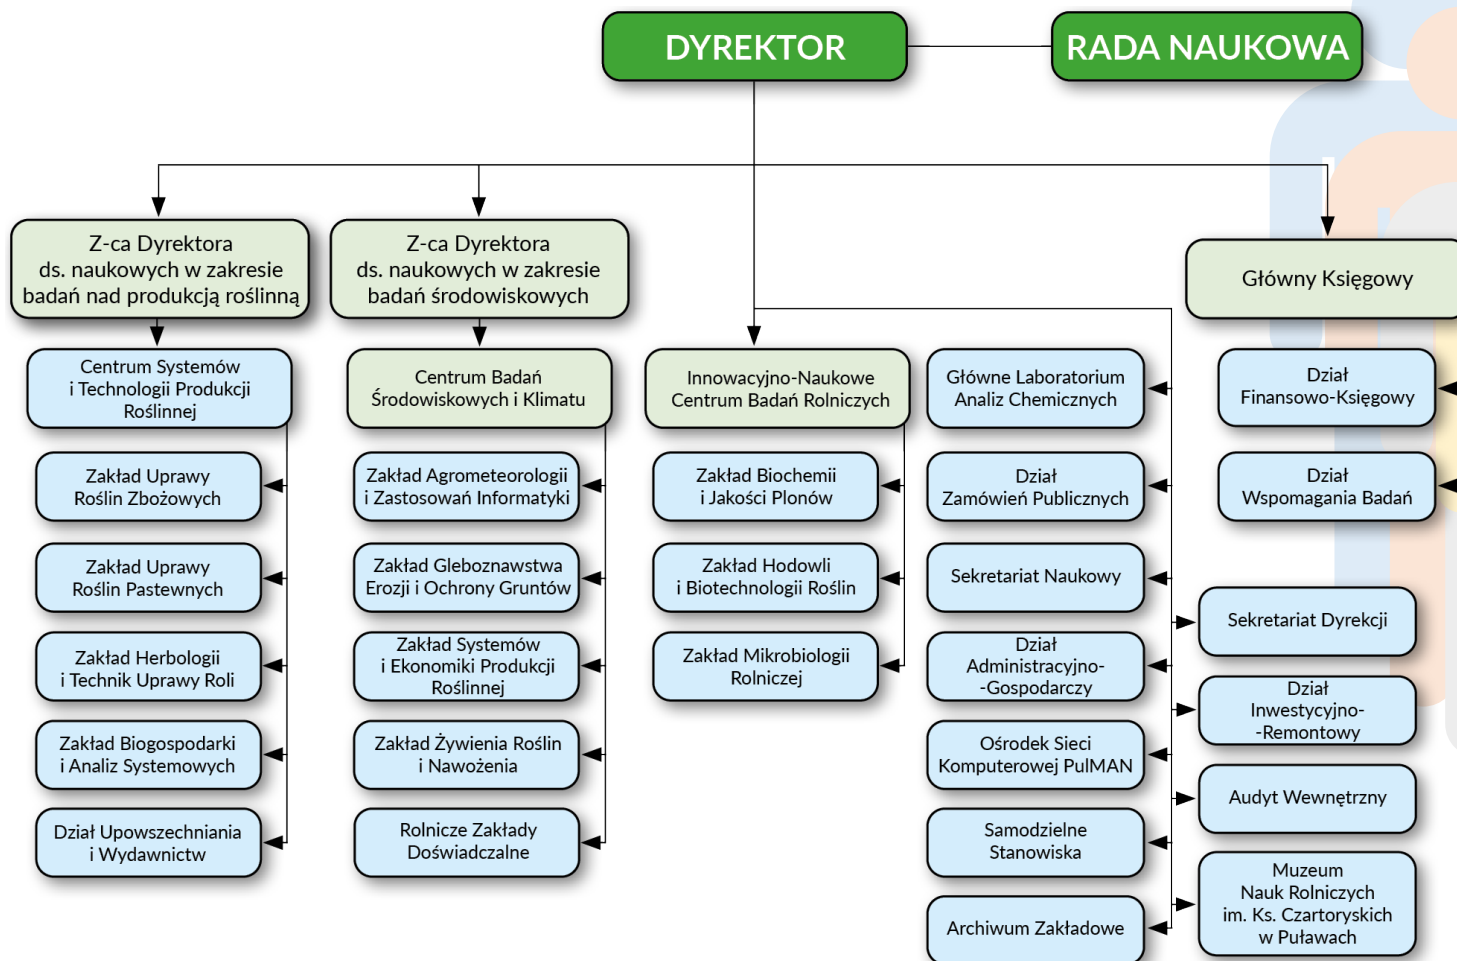 DYREKTOR
RADA NAUKOWA
Z-ca Dyrektora
ds. naukowych w zakresie
badań nad produkcją roślinną
Z-ca Dyrektora
ds. naukowych w zakresie
badań środowiskowych
Główny Księgowy
Centrum Systemów
i Technologii Produkcji
Roślinnej
Zakład Uprawy
Roślin Zbożowych
Zakład Uprawy
Roślin Pastewnych
Zakład Herbologii
i Technik Uprawy Roli
Zakład Biogospodarki
i Analiz Systemowych
Dział Upowszechniania
i Wydawnictw
Centrum Badań
Środowiskowych i Klimatu
Zakład Agrometeorologii
i Zastosowań Informatyki
Zakład Gleboznawstwa
Erozji i Ochrony Gruntów
Zakład Systemów
i Ekonomiki Produkcji
Roślinnej
Zakład Żywienia Roślin
i Nawożenia
Rolnicze Zakłady
Doświadczalne
Innowacyjno-Naukowe
Centrum Badań Rolniczych
Zakład Biochemii
i Jakości Plonów
Zakład Hodowli
i Biotechnologii Roślin
Zakład Mikrobiologii
Rolniczej
Główne Laboratorium
Analiz Chemicznych
Dział
Zamówień Publicznych
Sekretariat Naukowy
Dział
Administracyjno-
-Gospodarczy
Ośrodek Sieci
Komputerowej PulMAN
Samodzielne
Stanowiska
Archiwum Zakładowe
Dział
Finansowo-Księgowy
Dział
Wspomagania Badań
Sekretariat Dyrekcji
Dział
Inwestycyjno-
-Remontowy
Audyt Wewnętrzny
Muzeum
Nauk Rolniczych
im. Ks. Czartoryskich
w Puławach